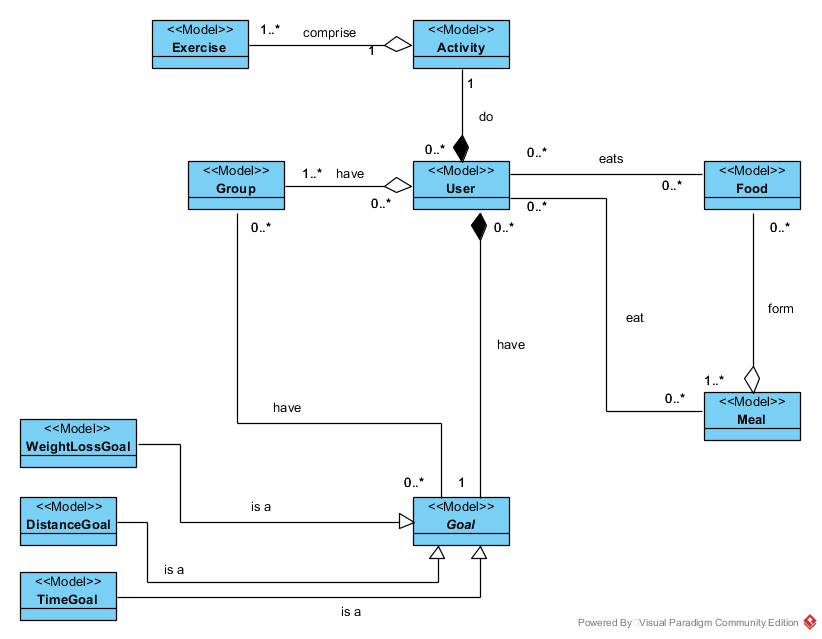 <<Model>>
Exercise
1..*
comprise
1
<<Model>>
Activity
1
do
0..*
<<Model>>
Group
1..*
have
0..*
<<Model>>
User
0..*
eats
0..*
<<Model>>
Food
0..*
0..*
0..*
0..*
form
eat
have
1..*
0..*
<<Model>>
Meal
have
<<Model>>
WeightLossGoal
0..*
1
is a
<<Model>>
Goal
<<Model>>
DistanceGoal
is a
<<Model>>
TimeGoal
is a
Powered By Visual Paradigm Community Edition